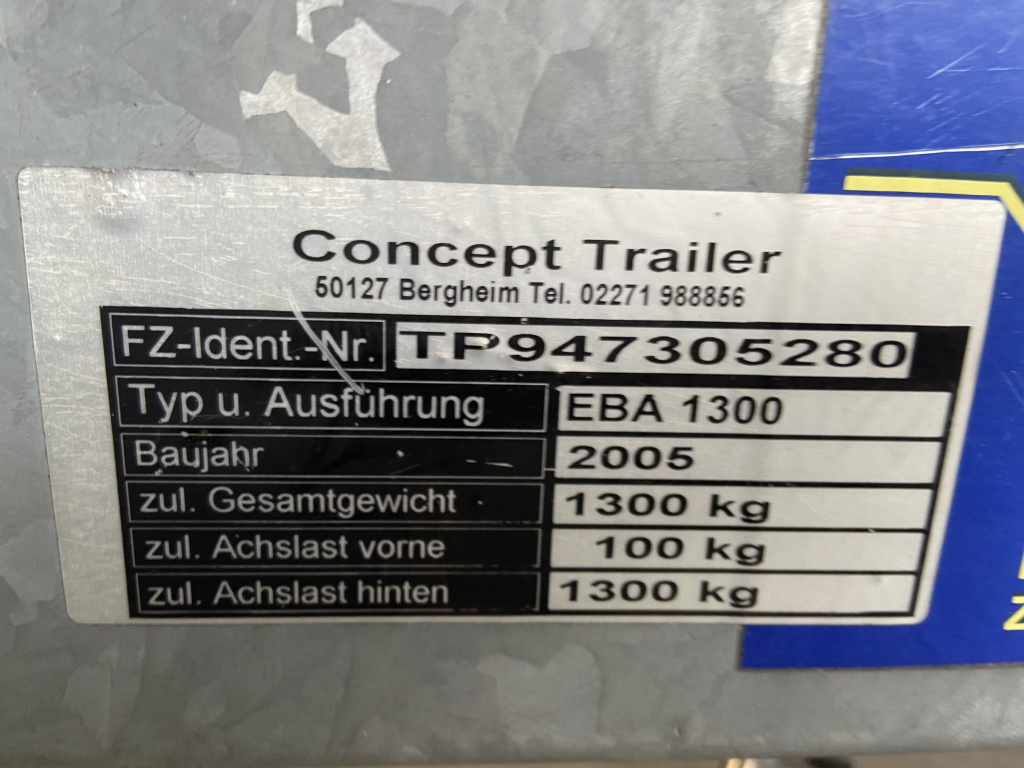 Concept Trailer
50127 Bergheim Tel. 02271 988856
FZ-Ident.-Nr. TP947305280
Typ u. Ausführung EBA 1300
Baujahr 2005
zul. Gesamtgewicht 1300 kg
zul. Achslast vorne 100 kg
zul. Achslast hinten 1300 kg